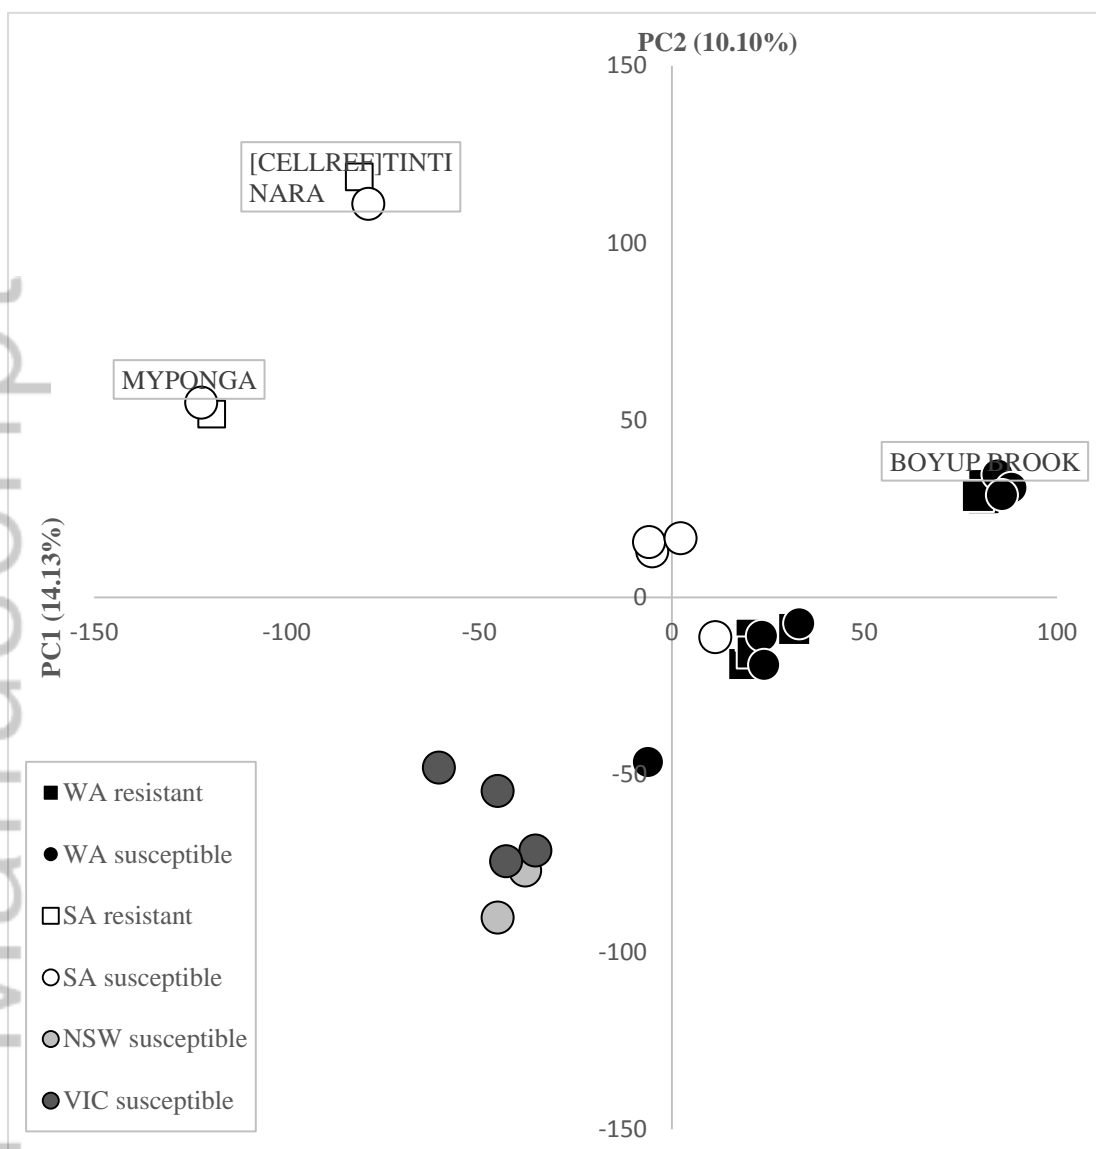 PC2 (10.10%)
150
[CELLREF]TINTI
NARA
100
MYPONGA
50
BOYUP BROOK
PC1 (14.13%)
0
-150
-100
-50
0
50
100
-50
WA resistant
WA susceptible
SA resistant
SA susceptible
NSW susceptible
VIC susceptible
-100
-150